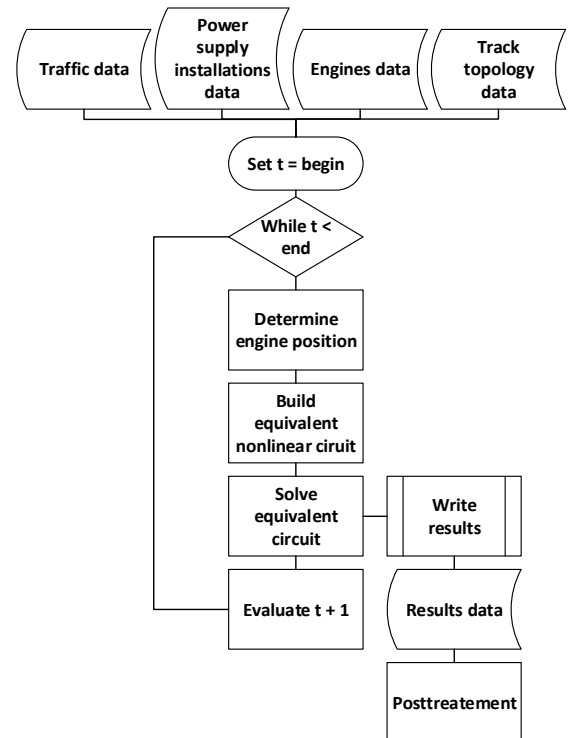 Traffic data
Power
supply
installations
data
Engines data
Track
topology
data
Set t = begin
While t <
end
Determine
engine position
Build
equivalent
nonlinear ciruit
Solve
equivalent
circuit
Write
results
Evaluate t + 1
Results data
Posttreatement